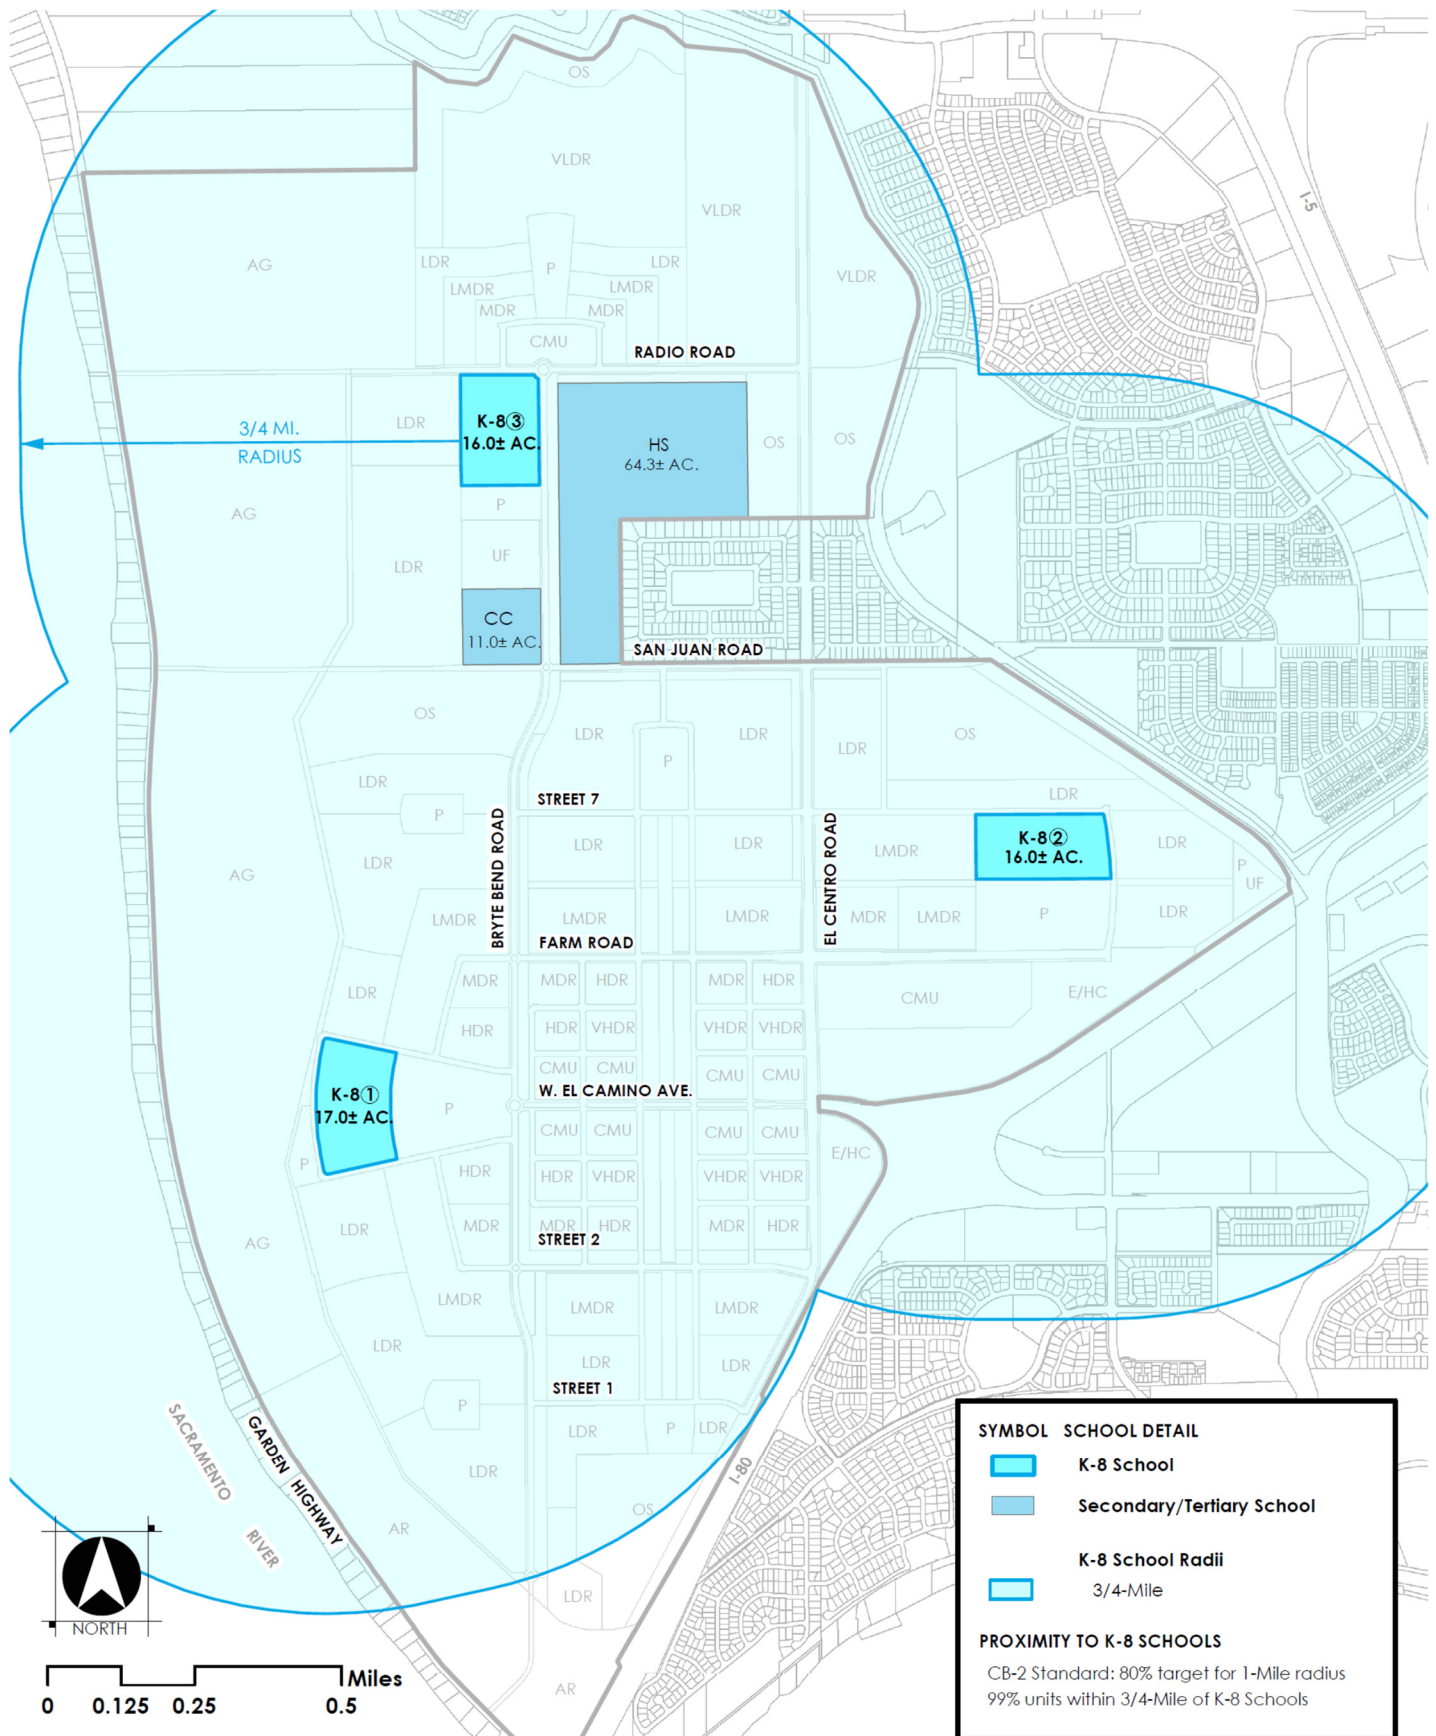 OS
VLDR
VLDR
I-5
AG
LDR
P
LDR
LMDR
LMDR
VLDR
MDR
MDR
CMU
RADIO ROAD
3/4 MI.
RADIUS
LDR
K-8③
16.0± AC.
HS
64.3± AC.
OS
OS
AG
P
UF
LDR
CC
11.0± AC.
SAN JUAN ROAD
OS
LDR
P
LDR
LDR
OS
LDR
P
STREET 7
LDR
BRYTE BEND ROAD
EL CENTRO ROAD
K-8②
16.0± AC.
LDR
LDR
LDR
LMDR
LDR
P
UF
AG
LMDR
LMDR
LMDR
MDR
LMDR
P
LDR
FARM ROAD
LDR
MDR
MDR
HDR
MDR
HDR
CMU
E/HC
HDR
HDR
VHDR
VHDR
VHDR
CMU
CMU
CMU
CMU
W. EL CAMINO AVE.
K-8①
17.0± AC.
P
CMU
CMU
CMU
CMU
E/HC
P
HDR
HDR
VHDR
VHDR
VHDR
LDR
MDR
MDR
HDR
MDR
HDR
STREET 2
AG
LMDR
LMDR
LMDR
LDR
LDR
LDR
STREET 1
P
LDR
P
LDR
SACRAMENTO
RIVER
GARDEN HIGHWAY
LDR
I-80
OS
AR
LDR
AR
NORTH
Miles
0 0.125 0.25 0.5
SYMBOL SCHOOL DETAIL
K-8 School
Secondary/Tertiary School
K-8 School Radii
3/4-Mile
PROXIMITY TO K-8 SCHOOLS
CB-2 Standard: 80% target for 1-Mile radius
99% units within 3/4-Mile of K-8 Schools